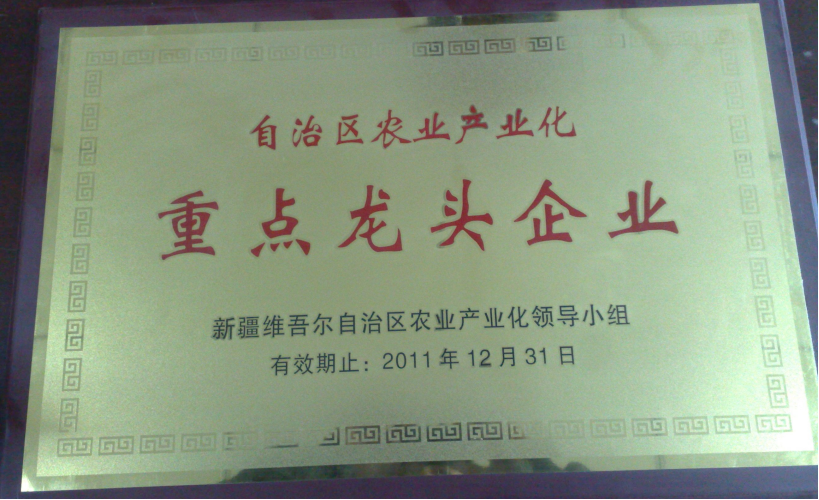 自治区农业产业化
重点龙头企业
新疆维吾尔自治区农业产业化领导小组
有效期止：2011年12月31日